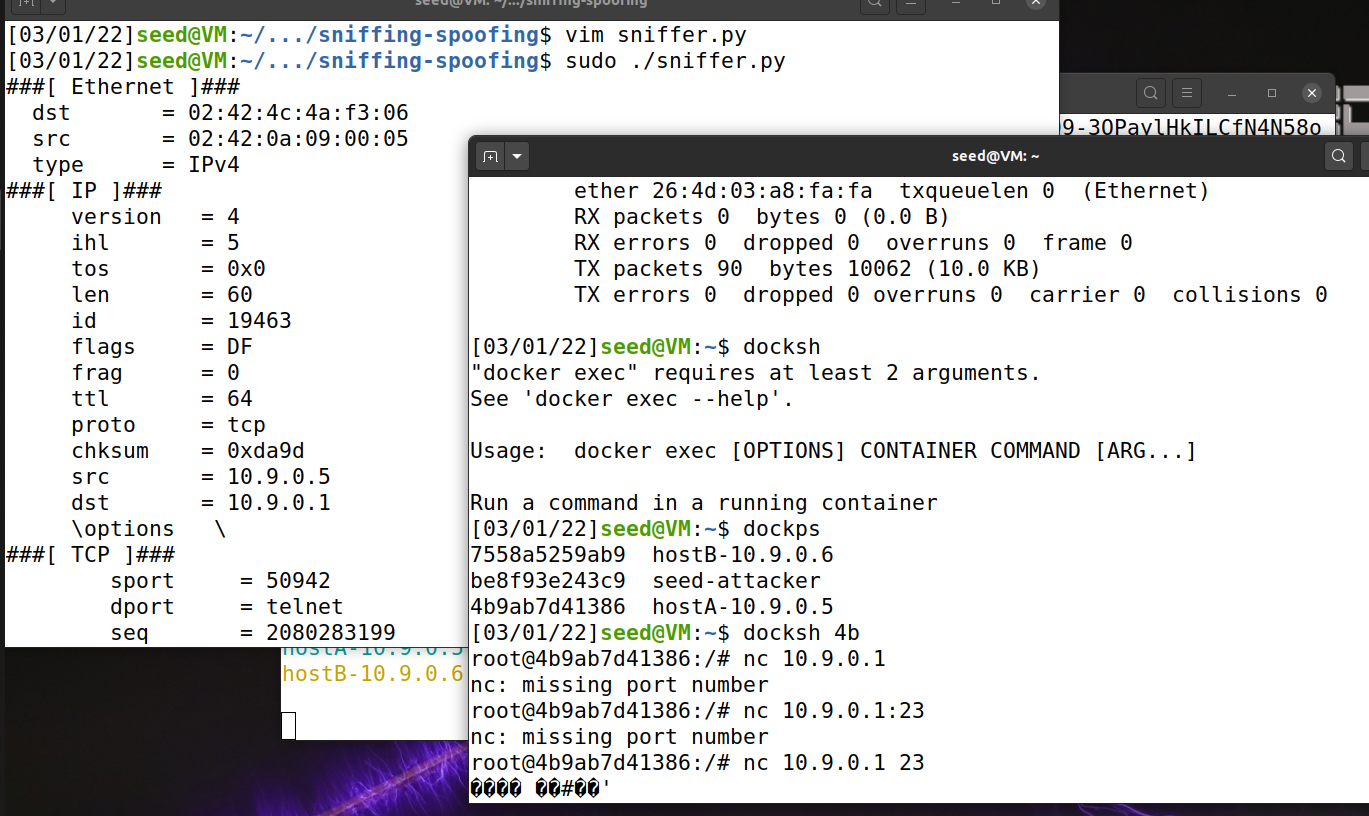 seed@VM: ~/.../sniffing-spoofing
[03/01/22]seed@VM:~/.../sniffing-spoofing$ vim sniffer.py
[03/01/22]seed@VM:~/.../sniffing-spoofing$ sudo ./sniffer.py
###[ Ethernet ]###
  dst       = 02:42:4c:4a:f3:06
  src       = 02:42:0a:09:00:05
  type      = IPv4
###[ IP ]###
     version   = 4
     ihl       = 5
     tos       = 0x0
     len       = 60
     id        = 19463
     flags     = DF
     frag      = 0
     ttl       = 64
     proto     = tcp
     chksum    = 0xda9d
     src       = 10.9.0.5
     dst       = 10.9.0.1
     \options   \
###[ TCP ]###
        sport     = 50942
        dport     = telnet
        seq       = 2080283199
hostA-10.9.0.5
hostB-10.9.0.6
9-3QPaylHkILCfN4N58o
seed@VM: ~
        ether 26:4d:03:a8:fa:fa  txqueuelen 0  (Ethernet)
        RX packets 0  bytes 0 (0.0 B)
        RX errors 0  dropped 0  overruns 0  frame 0
        TX packets 90  bytes 10062 (10.0 KB)
        TX errors 0  dropped 0 overruns 0  carrier 0  collisions 0
[03/01/22]seed@VM:~$ docksh
"docker exec" requires at least 2 arguments.
See 'docker exec --help'.
Usage:  docker exec [OPTIONS] CONTAINER COMMAND [ARG...]
Run a command in a running container
[03/01/22]seed@VM:~$ dockps
7558a5259ab9  hostB-10.9.0.6
be8f93e243c9  seed-attacker
4b9ab7d41386  hostA-10.9.0.5
[03/01/22]seed@VM:~$ docksh 4b
root@4b9ab7d41386:/# nc 10.9.0.1
nc: missing port number
root@4b9ab7d41386:/# nc 10.9.0.1:23
nc: missing port number
root@4b9ab7d41386:/# nc 10.9.0.1 23
���� ��#��'